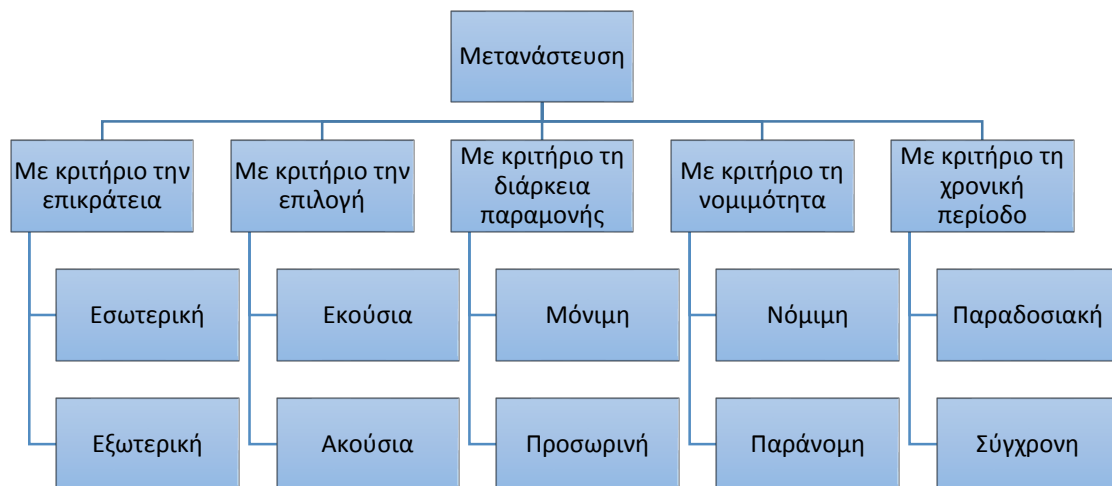 Μετανάστευση
Με κριτήριο την
επικράτεια
Με κριτήριο την
επιλογή
Με κριτήριο τη
διάρκεια
παραμονής
Με κριτήριο τη
νομιμότητα
Με κριτήριο τη
χρονική
περίοδο
Εσωτερική
Εκούσια
Μόνιμη
Νόμιμη
Παραδοσιακή
Εξωτερική
Ακούσια
Προσωρινή
Παράνομη
Σύγχρονη